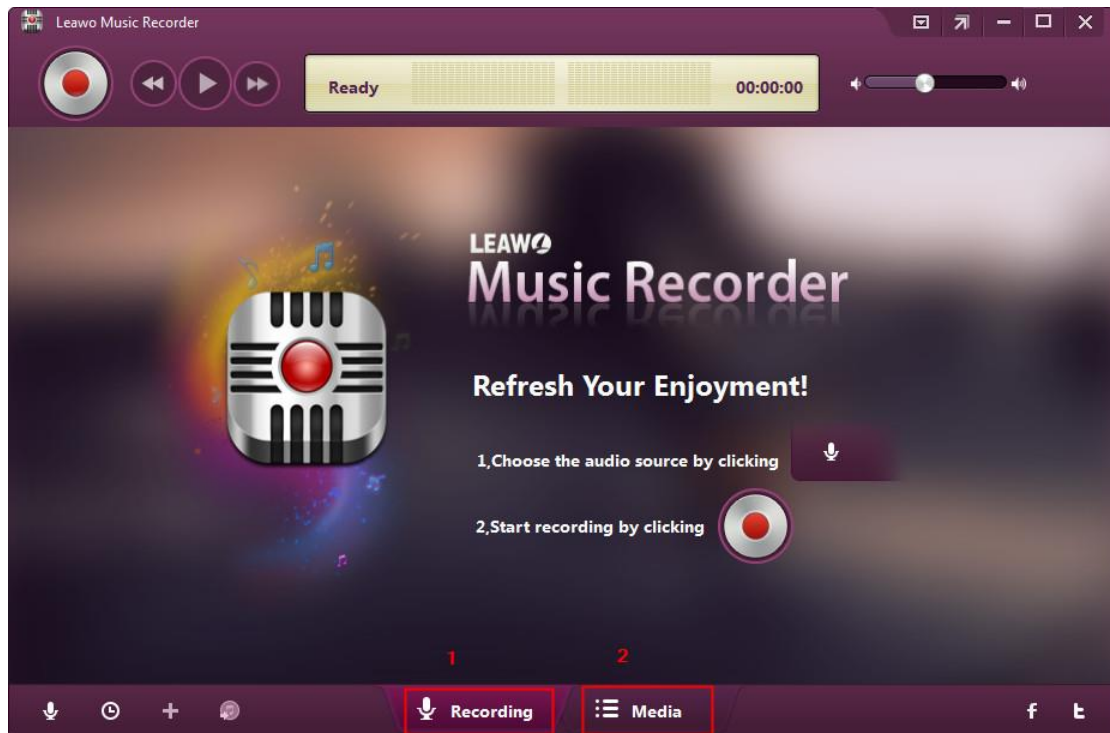 Leawo Music Recorder
Ready 00:00:00
LEAWO
Music Recorder
Refresh Your Enjoyment!
1,Choose the audio source by clicking
2,Start recording by clicking
1 2
Recording Media